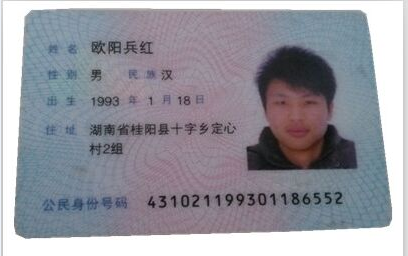 姓名 欧阳兵红
性别 男 民族 汉
出生 1993 年 1 月 18 日
住址 湖南省桂阳县十字乡定心
村2组
公民身份号码 431021199301186552